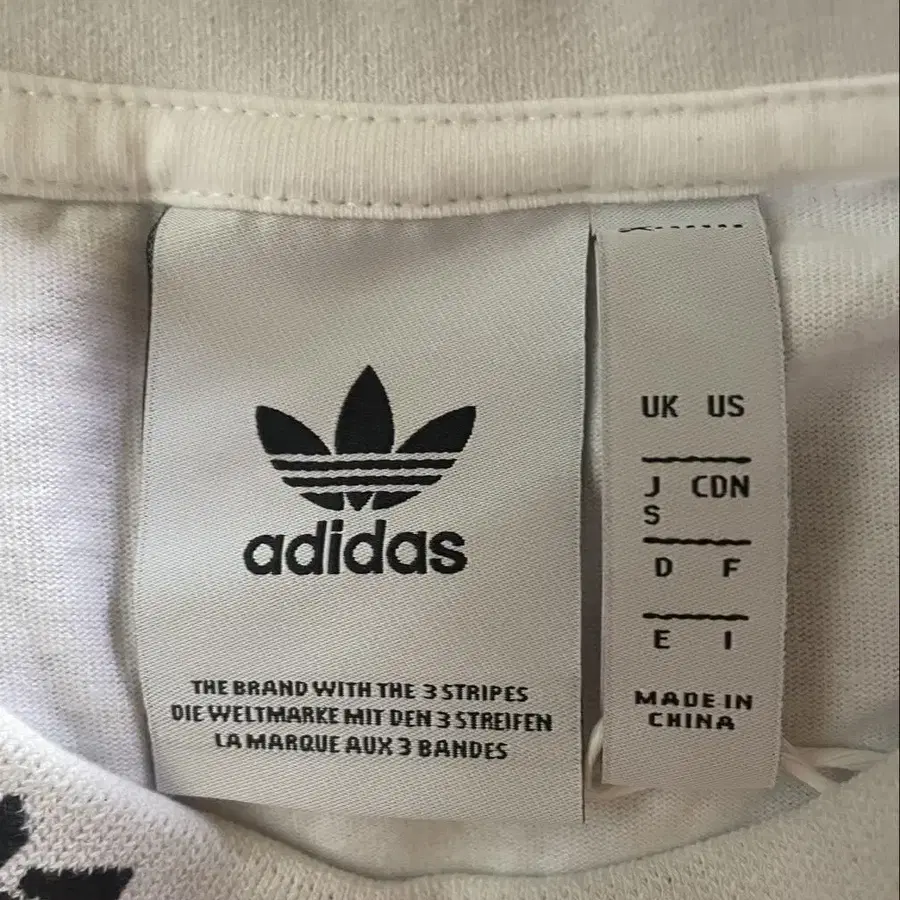 adidas
THE BRAND WITH THE 3 STRIPES
DIE WELTMARKE MIT DEN 3 STREIFEN
LA MARQUE AUX 3 BANDES
UK US
J CDN
S
D F
E I
MADE IN
CHINA